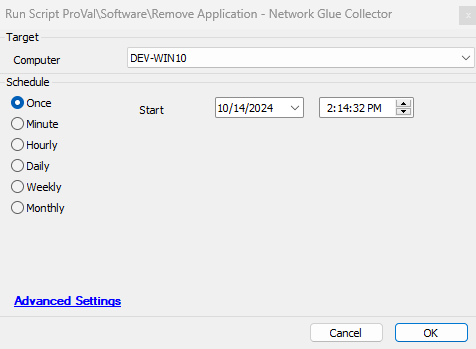 Run Script ProVal\Software\Remove Application - Network Glue Collector
Target
Computer DEV-WIN10
Schedule
Once Start 10/14/2024 2:14:32 PM
Minute
Hourly
Daily
Weekly
Monthly
Advanced Settings
Cancel OK